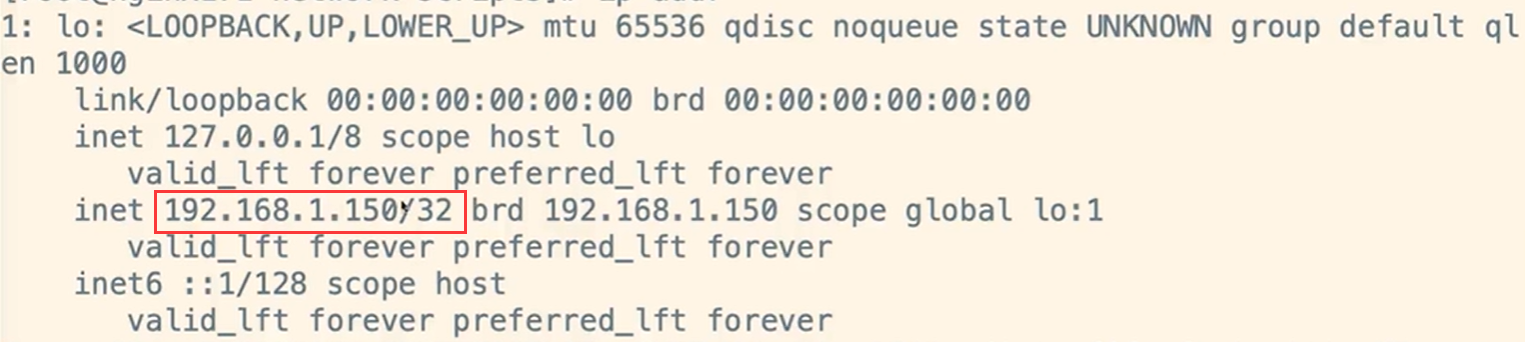 1: lo: <LOOPBACK,UP,LOWER_UP> mtu 65536 qdisc noqueue state UNKNOWN group default ql
en 1000
link/loopback 00:00:00:00:00:00 brd 00:00:00:00:00:00
inet 127.0.0.1/8 scope host lo
valid_lft forever preferred_lft forever
inet 192.168.1.150/32 brd 192.168.1.150 scope global lo:1
valid_lft forever preferred_lft forever
inet6 ::1/128 scope host
valid_lft forever preferred_lft forever